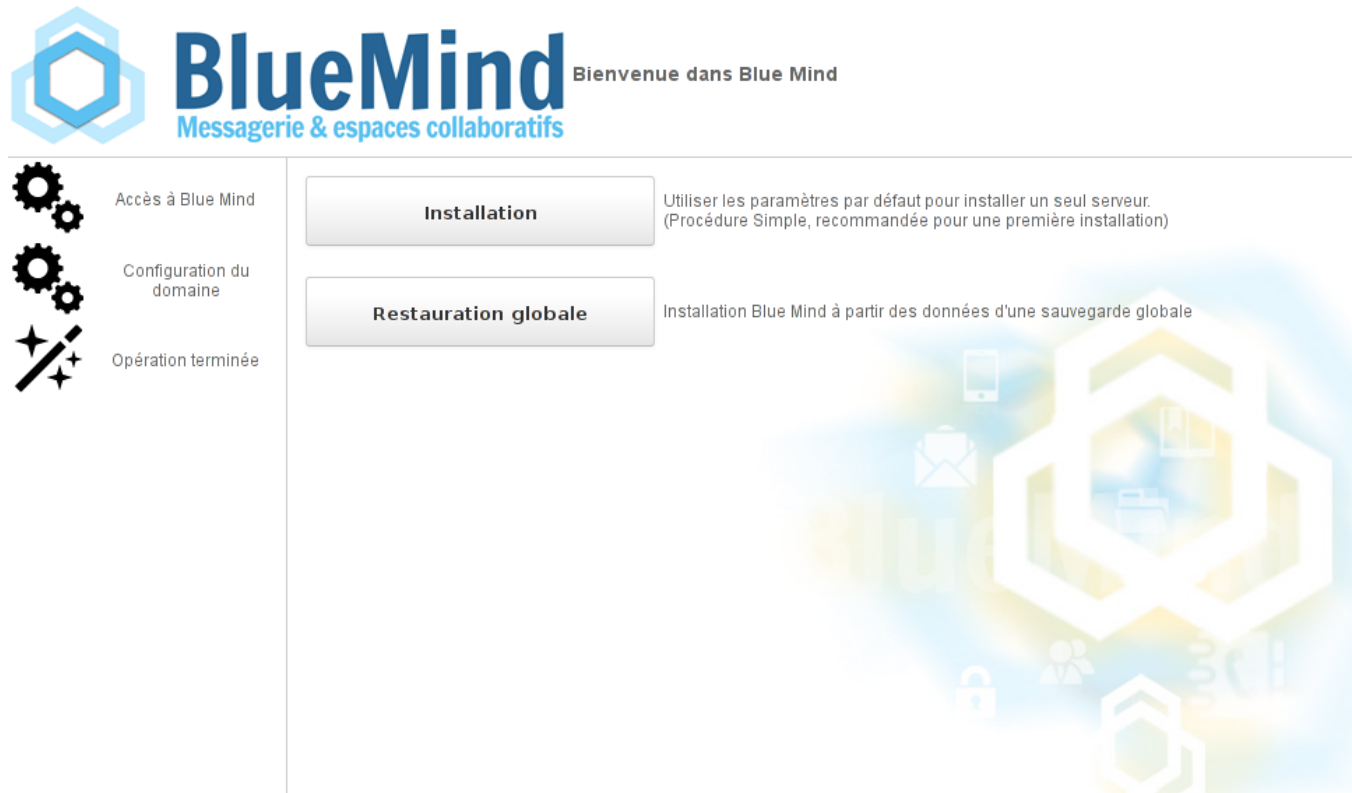 BlueMind
Messagerie & espaces collaboratifs
Bienvenue dans Blue Mind
Accès à Blue Mind
Configuration du
domaine
Opération terminée
Installation
Utiliser les paramètres par défaut pour installer un seul serveur.
(Procédure Simple, recommandée pour une première installation)
Restauration globale
Installation Blue Mind à partir des données d'une sauvegarde globale
BlueMind